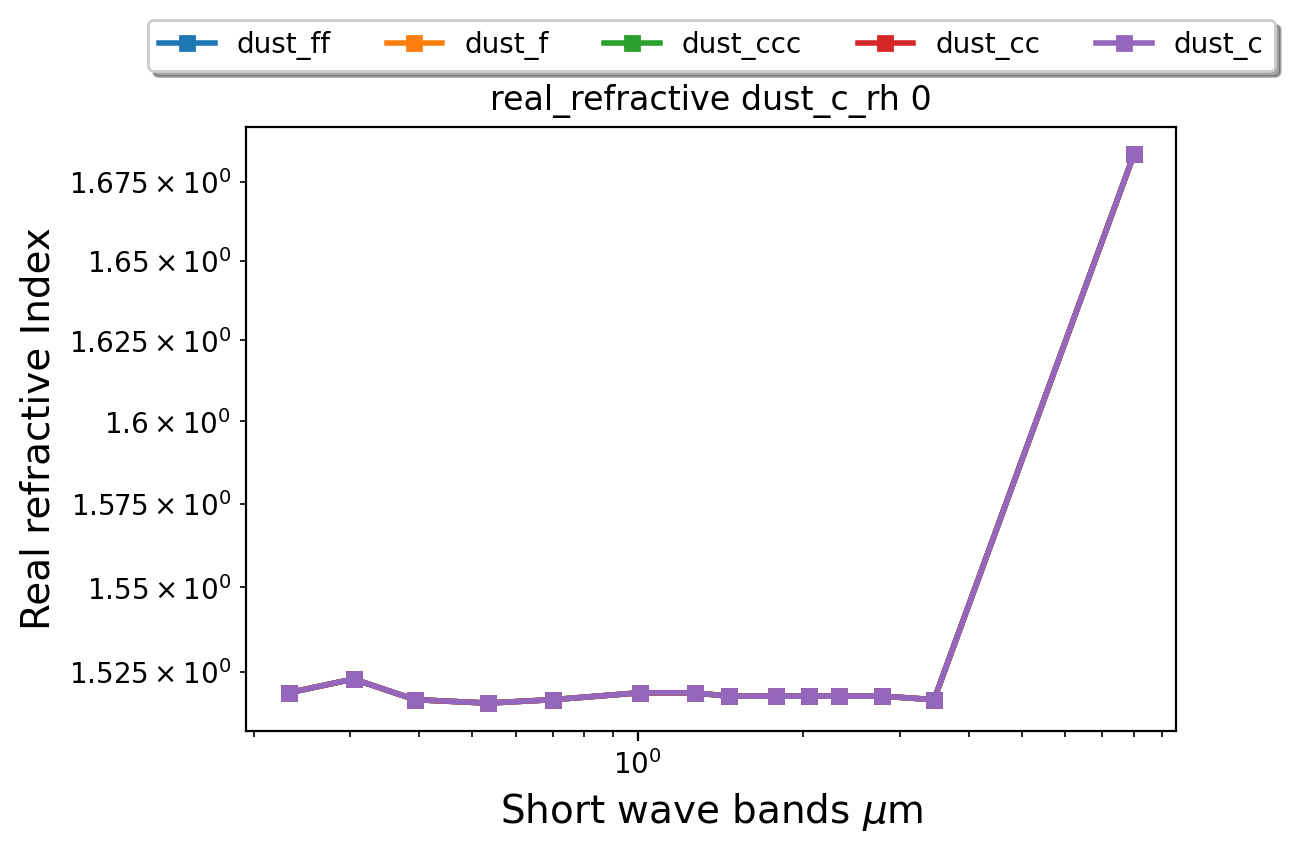 dust_ff dust_f dust_ccc dust_cc dust_c
real_refractive dust_c_rh 0
Real refractive Index
1.675 × 10⁰
1.65 × 10⁰
1.625 × 10⁰
1.6 × 10⁰
1.575 × 10⁰
1.55 × 10⁰
1.525 × 10⁰
10⁰
Short wave bands μm